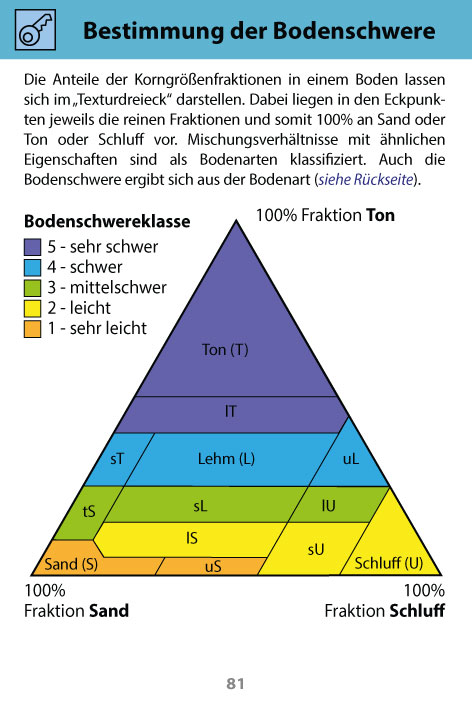 Bestimmung der Bodenschwere
Die Anteile der Korngrößenfraktionen in einem Boden lassen
sich im „Texturdreieck“ darstellen. Dabei liegen in den Eckpunk-
ten jeweils die reinen Fraktionen und somit 100% an Sand oder
Ton oder Schluff vor. Mischungsverhältnisse mit ähnlichen
Eigenschaften sind als Bodenarten klassifiziert. Auch die
Bodenschwere ergibt sich aus der Bodenart (siehe Rückseite).
100% Fraktion Ton
Bodenschwereklasse
5 - sehr schwer
4 - schwer
3 - mittelschwer
2 - leicht
1 - sehr leicht
Ton (T)
lT
sT Lehm (L) uL
tS sL lU
lS
sU
Sand (S) uS Schluff (U)
100% 100%
Fraktion Sand Fraktion Schluff
81